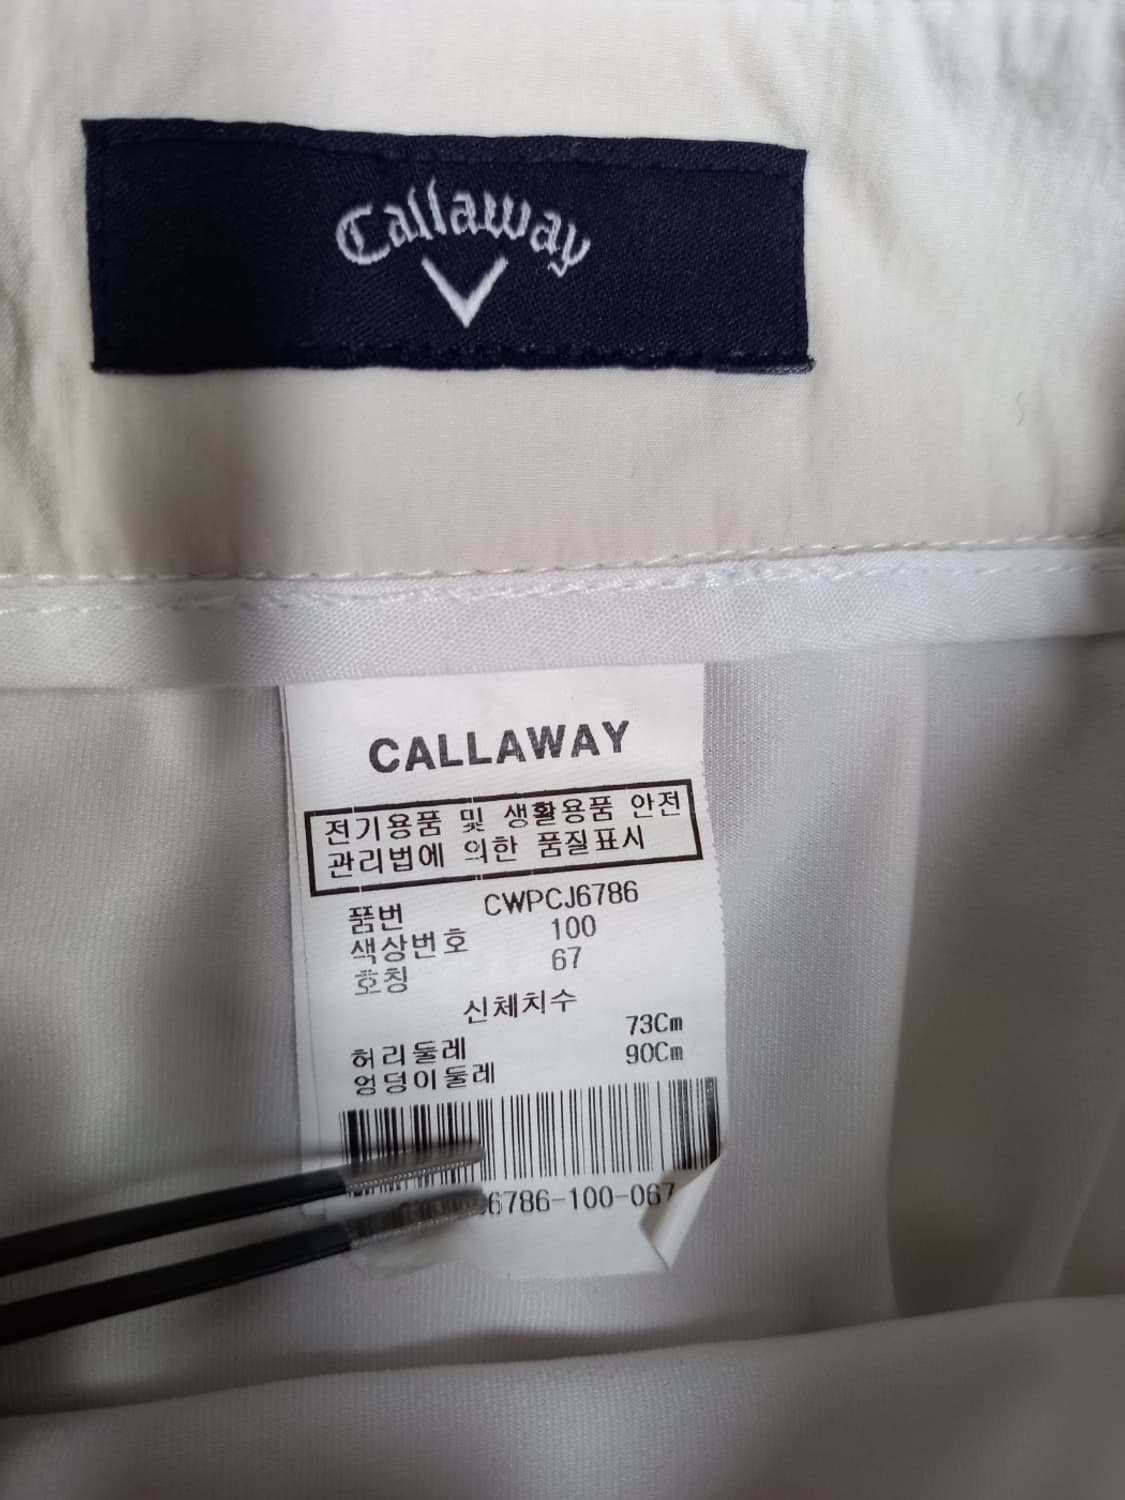 Callaway
CALLAWAY
전기용품 및 생활용품 안전
관리법에 의한 품질표시
품번 CWPCJ6786
색상번호 100
호칭 67
신체치수
허리둘레 73Cm
엉덩이둘레 90Cm
6786-100-067